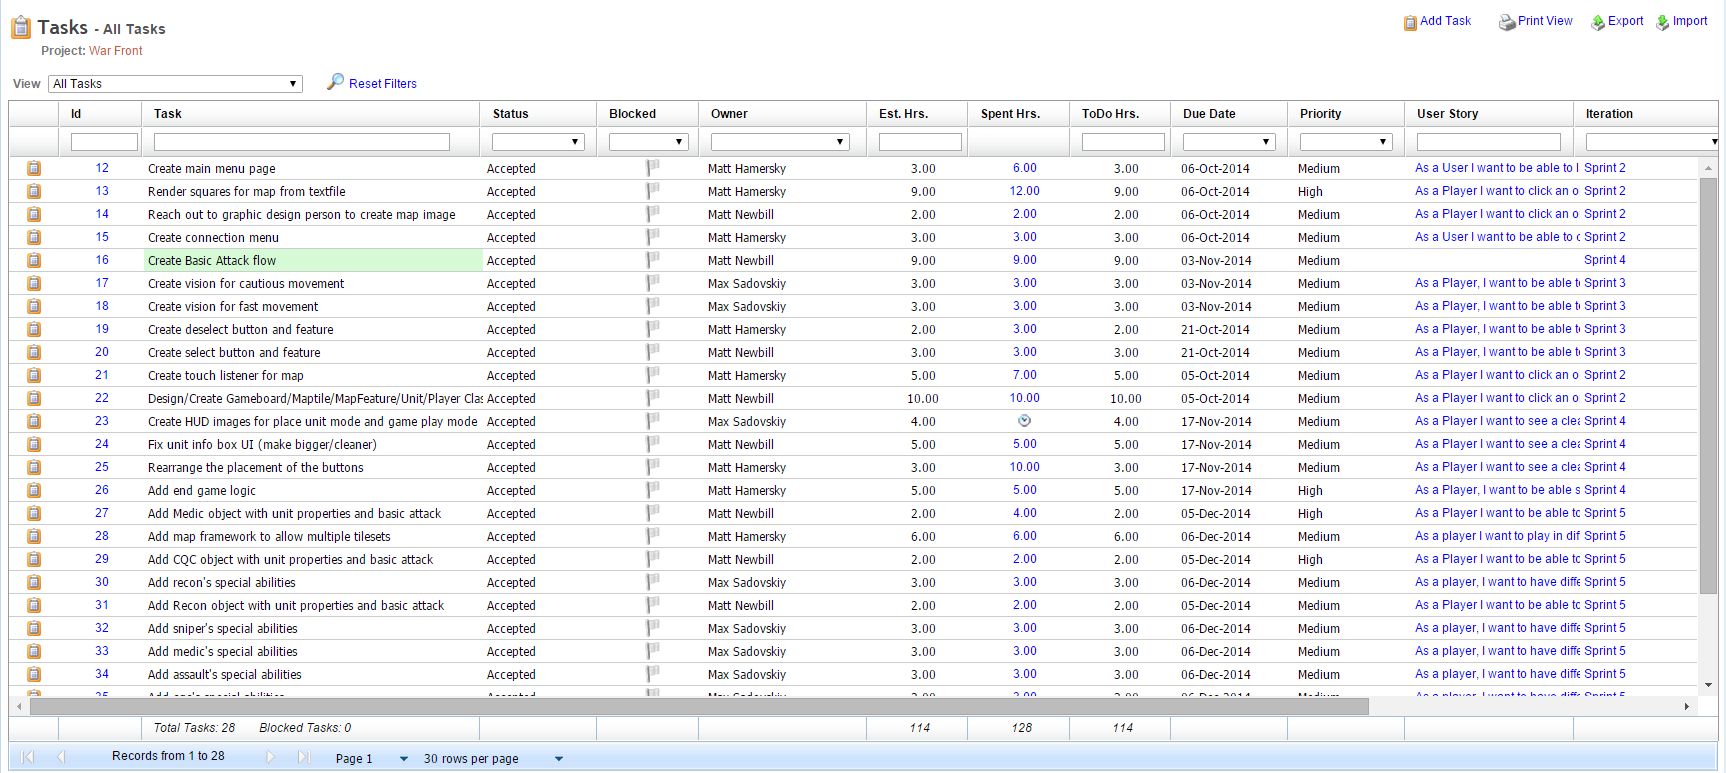 Tasks - All Tasks
Add Task Print View Export Import
Project: War Front
View All Tasks Reset Filters
Id Task Status Blocked Owner Est. Hrs. Spent Hrs. ToDo Hrs. Due Date Priority User Story Iteration
12 Create main menu page Accepted Matt Hamersky 3.00 6.00 3.00 06-Oct-2014 Medium As a User I want to be able to l Sprint 2
13 Render squares for map from textfile Accepted Matt Hamersky 9.00 12.00 9.00 06-Oct-2014 High As a Player I want to click an o Sprint 2
14 Reach out to graphic design person to create map image Accepted Matt Newbill 2.00 2.00 2.00 06-Oct-2014 Medium As a Player I want to click an o Sprint 2
15 Create connection menu Accepted Matt Hamersky 3.00 3.00 3.00 06-Oct-2014 Medium As a User I want to be able to c Sprint 2
16 Create Basic Attack flow Accepted Matt Newbill 9.00 9.00 9.00 03-Nov-2014 Medium Sprint 4
17 Create vision for cautious movement Accepted Max Sadovskiy 3.00 3.00 3.00 03-Nov-2014 Medium As a Player, I want to be able t Sprint 3
18 Create vision for fast movement Accepted Max Sadovskiy 3.00 3.00 3.00 03-Nov-2014 Medium As a Player, I want to be able t Sprint 3
19 Create deselect button and feature Accepted Matt Hamersky 2.00 3.00 2.00 21-Oct-2014 Medium As a Player, I want to be able t Sprint 3
20 Create select button and feature Accepted Matt Newbill 3.00 3.00 3.00 21-Oct-2014 Medium As a Player, I want to be able t Sprint 3
21 Create touch listener for map Accepted Matt Hamersky 5.00 7.00 5.00 05-Oct-2014 Medium As a Player I want to click an o Sprint 2
22 Design/Create Gameboard/Maptile/MapFeature/Unit/Player Clas Accepted Matt Newbill 10.00 10.00 10.00 05-Oct-2014 Medium As a Player I want to click an o Sprint 2
23 Create HUD images for place unit mode and game play mode Accepted Max Sadovskiy 4.00 4.00 17-Nov-2014 Medium As a Player I want to see a clea Sprint 4
24 Fix unit info box UI (make bigger/cleaner) Accepted Matt Newbill 5.00 5.00 5.00 17-Nov-2014 Medium As a Player I want to see a clea Sprint 4
25 Rearrange the placement of the buttons Accepted Matt Hamersky 3.00 10.00 3.00 17-Nov-2014 Medium As a Player I want to see a clea Sprint 4
26 Add end game logic Accepted Matt Hamersky 5.00 5.00 5.00 17-Nov-2014 High As a Player, I want to be able s Sprint 4
27 Add Medic object with unit properties and basic attack Accepted Matt Newbill 2.00 4.00 2.00 05-Dec-2014 High As a Player I want to be able to Sprint 5
28 Add map framework to allow multiple tilesets Accepted Matt Hamersky 6.00 6.00 6.00 06-Dec-2014 Medium As a player I want to play in dif Sprint 5
29 Add CQC object with unit properties and basic attack Accepted Matt Newbill 2.00 2.00 2.00 05-Dec-2014 High As a Player I want to be able to Sprint 5
30 Add recon's special abilities Accepted Max Sadovskiy 3.00 3.00 3.00 06-Dec-2014 Medium As a player, I want to have diffe Sprint 5
31 Add Recon object with unit properties and basic attack Accepted Matt Newbill 2.00 2.00 2.00 05-Dec-2014 Medium As a Player I want to be able to Sprint 5
32 Add sniper's special abilities Accepted Max Sadovskiy 3.00 3.00 3.00 06-Dec-2014 Medium As a player, I want to have diffe Sprint 5
33 Add medic's special abilities Accepted Max Sadovskiy 3.00 3.00 3.00 06-Dec-2014 Medium As a player, I want to have diffe Sprint 5
34 Add assault's special abilities Accepted Max Sadovskiy 3.00 3.00 3.00 06-Dec-2014 Medium As a player, I want to have diffe Sprint 5
Total Tasks: 28 Blocked Tasks: 0 114 128 114
Records from 1 to 28 Page 1 30 rows per page